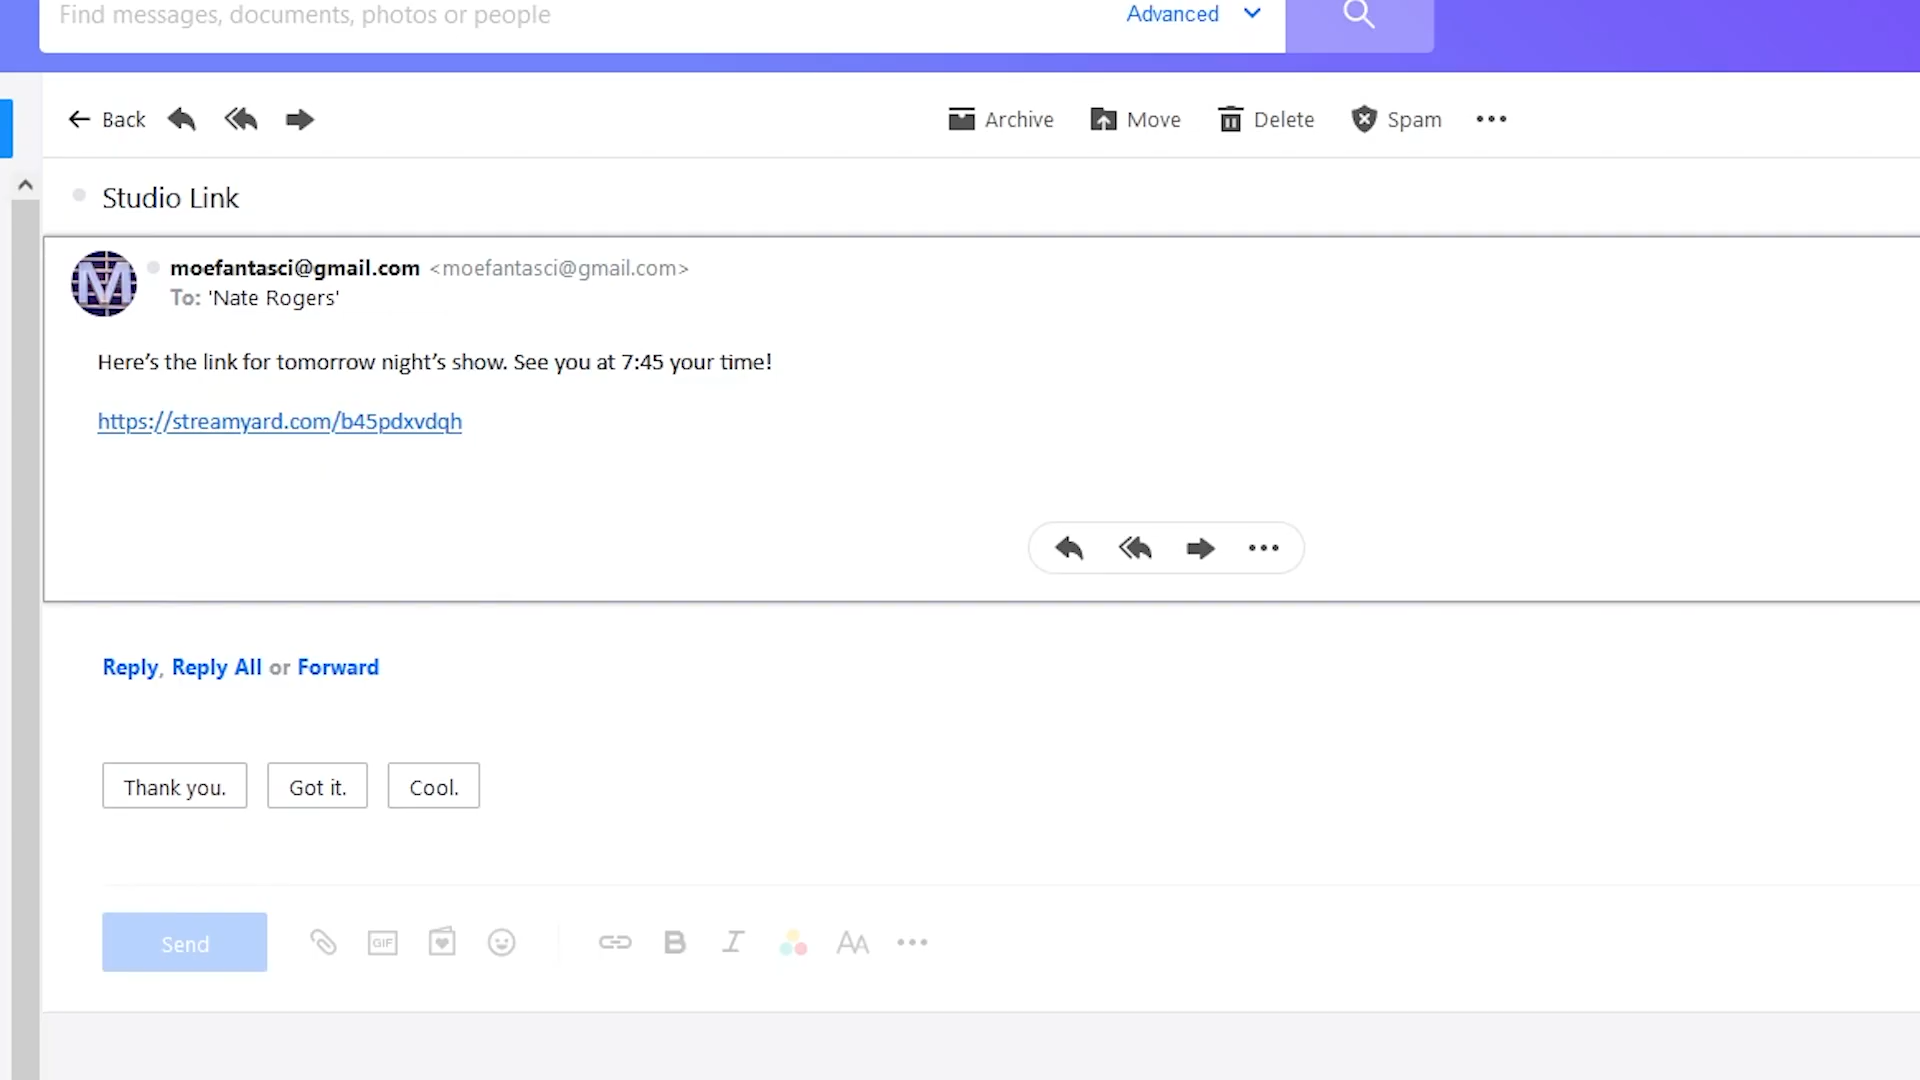 Find messages, documents, photos or people
Advanced
Back
Archive
Move
Delete
Spam
Studio Link
M
moefantasci@gmail.com <moefantasci@gmail.com>
To: 'Nate Rogers'
Here’s the link for tomorrow night’s show. See you at 7:45 your time!
https://streamyard.com/b45pdxvdqh
Reply, Reply All or Forward
Thank you.
Got it.
Cool.
Send
GIF
B
I
AA